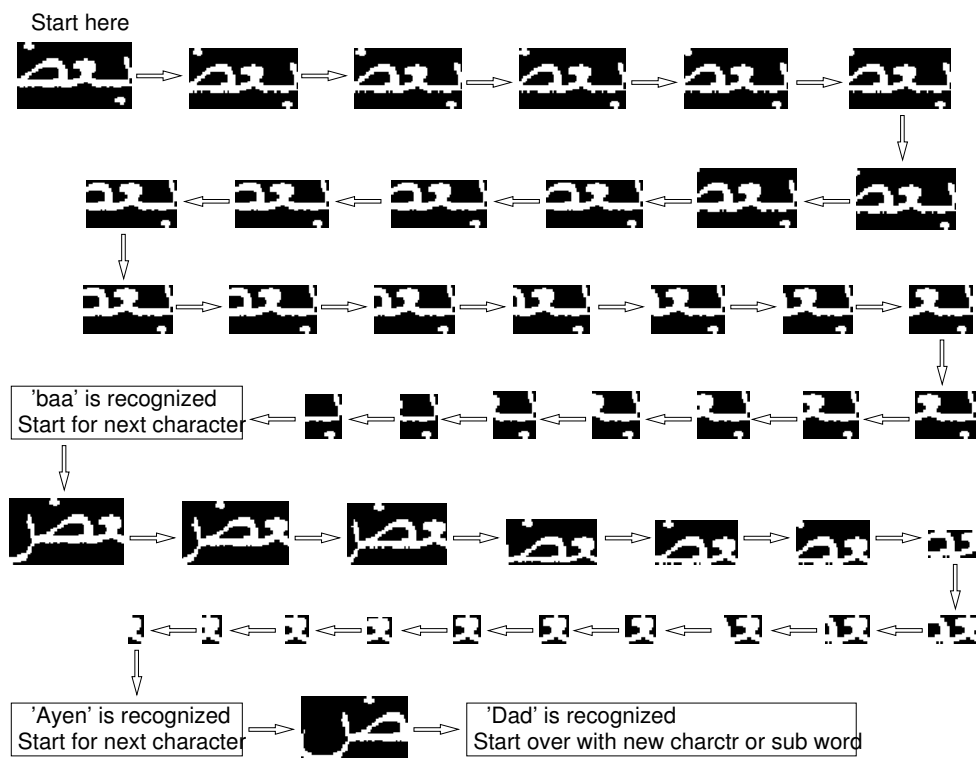 Start here
'baa' is recognized
Start for next character
'Ayen' is recognized
Start for next character
'Dad' is recognized
Start over with new charctr or sub word